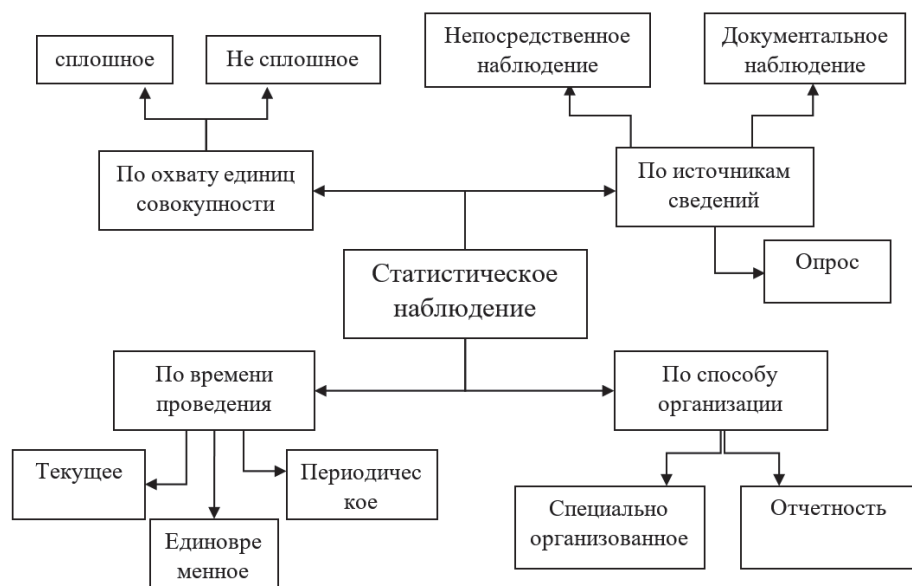 сплошное
Не сплошное
Непосредственное
наблюдение
Документальное
наблюдение
По охвату единиц
совокупности
По источникам
сведений
Опрос
Статистическое
наблюдение
По времени
проведения
По способу
организации
Текущее
Единовре
менное
Периодичес
кое
Специально
организованное
Отчетность